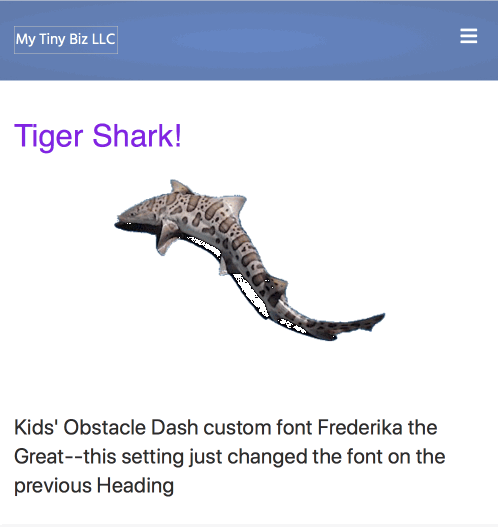 My Tiny Biz LLC
Tiger Shark!
Kids' Obstacle Dash custom font Frederika the
Great--this setting just changed the font on the
previous Heading